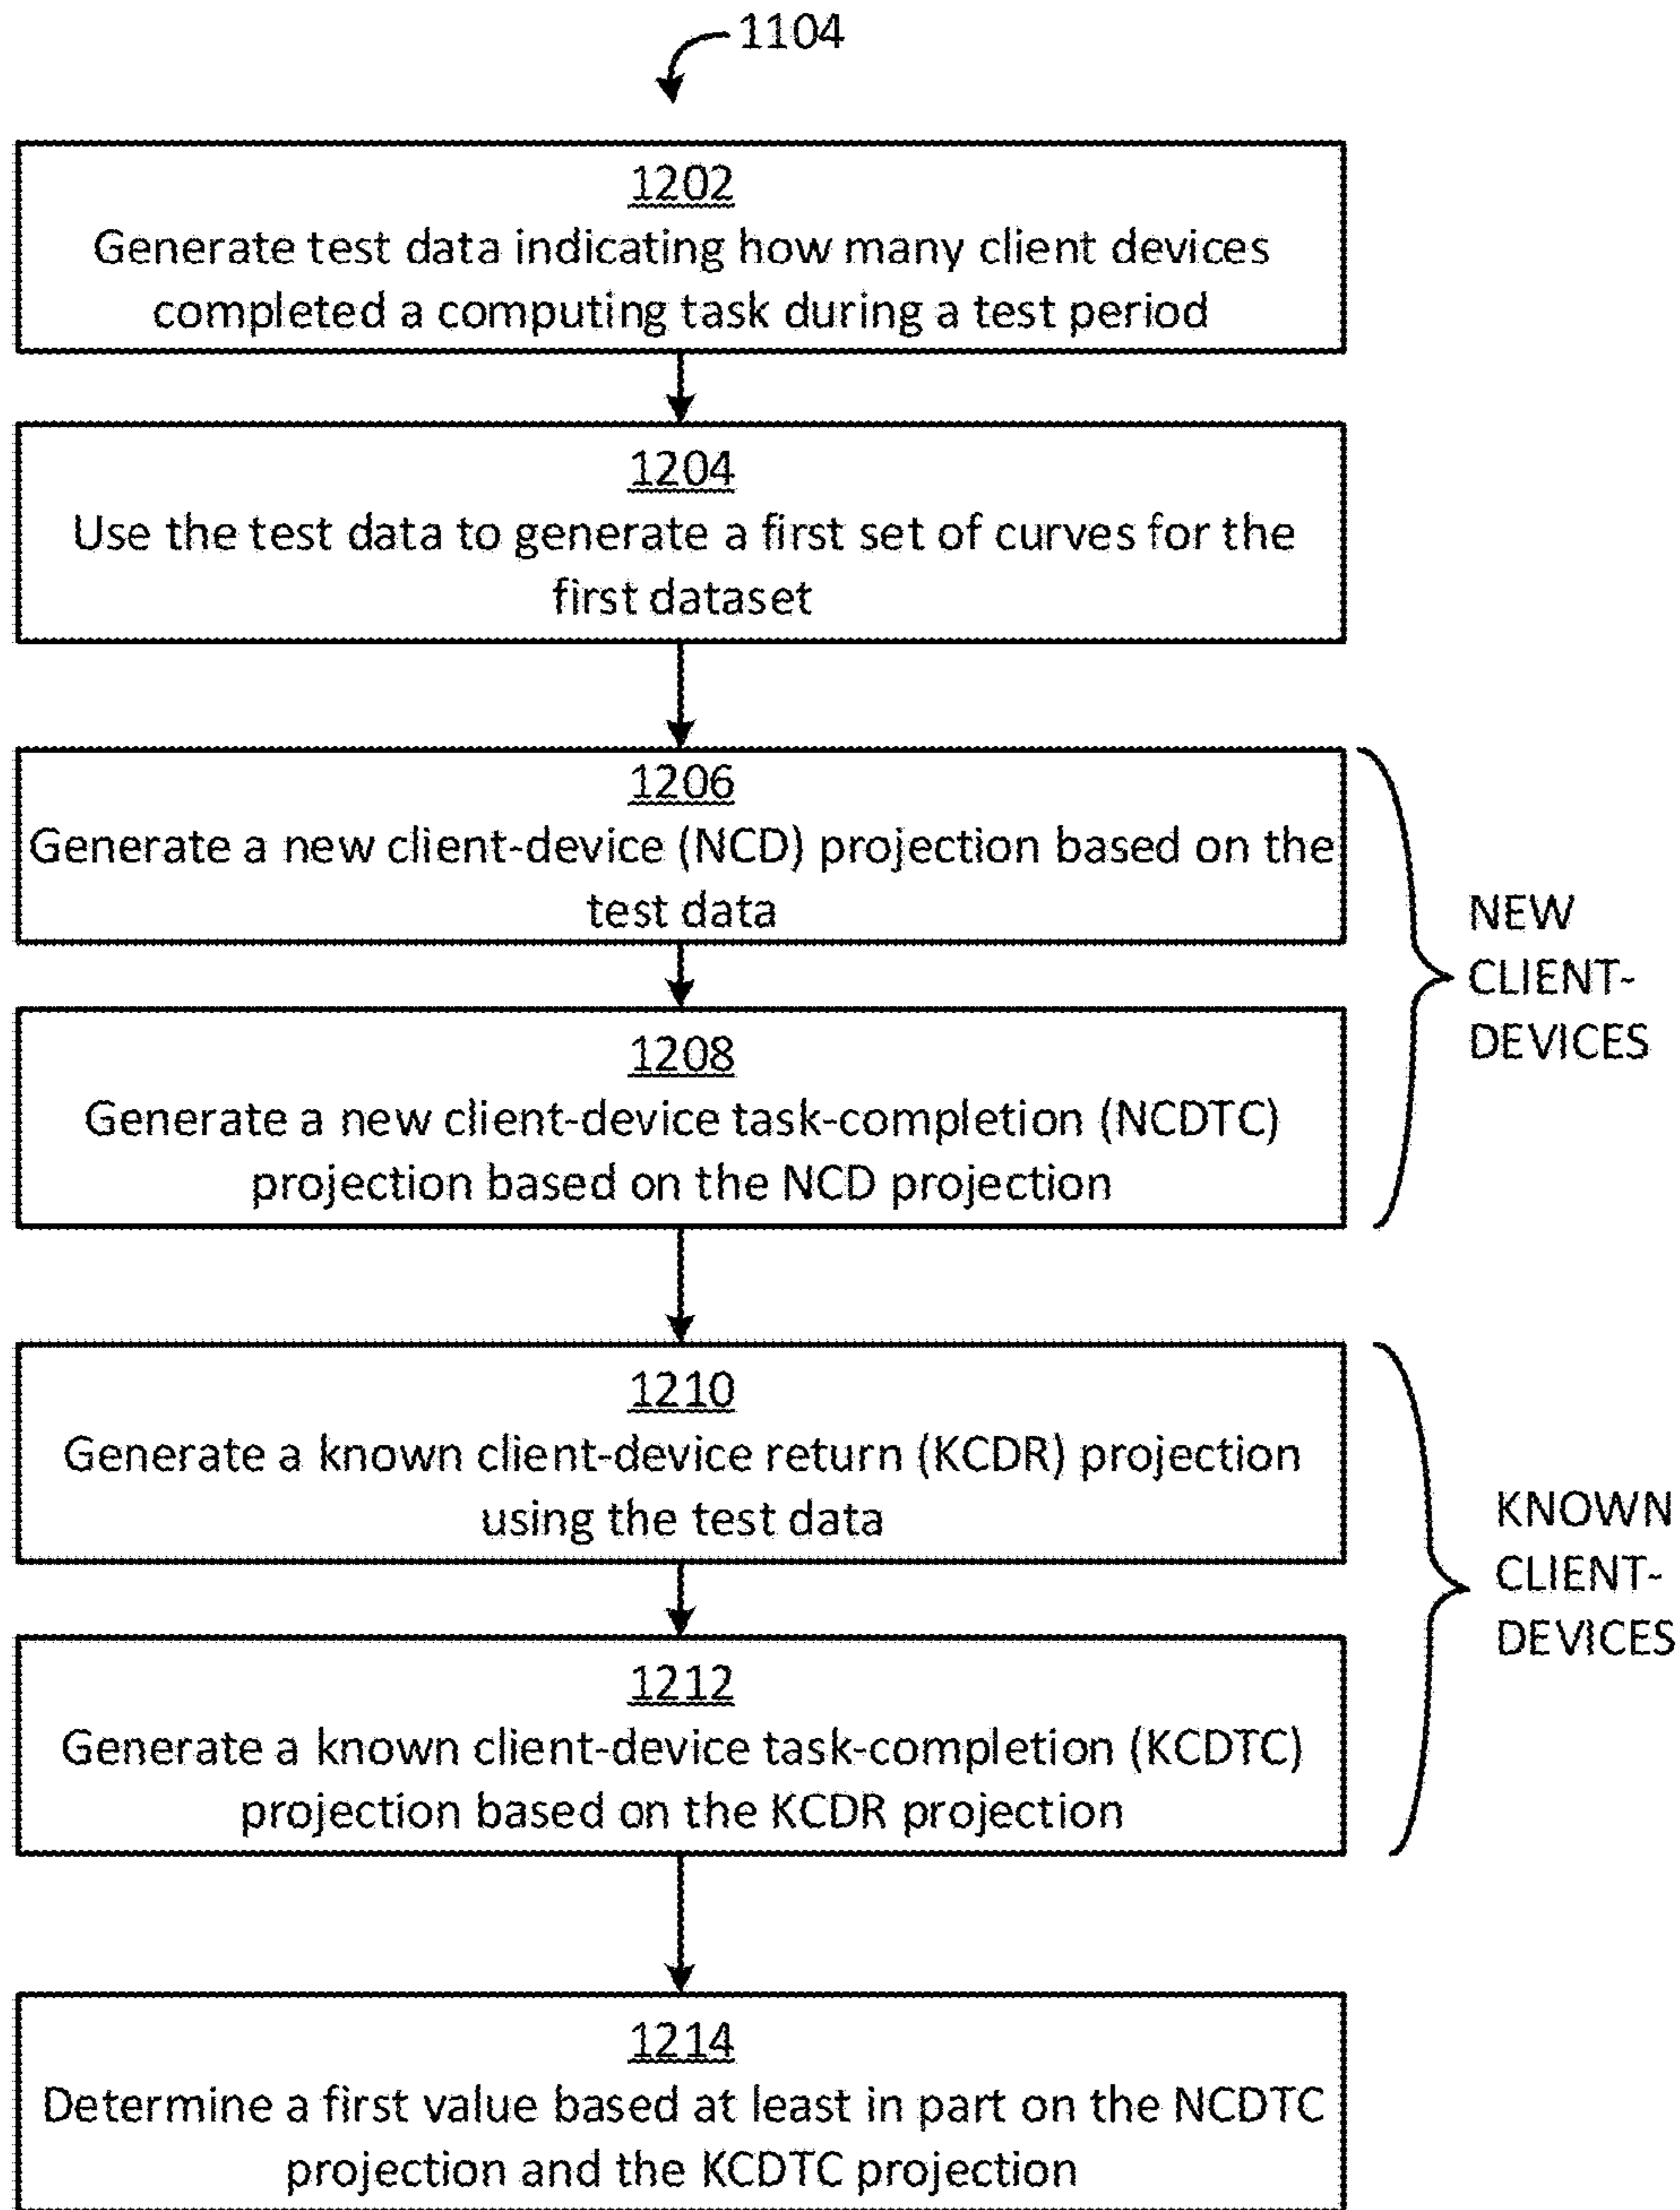 1104
1202
Generate test data indicating how many client devices
completed a computing task during a test period
1204
Use the test data to generate a first set of curves for the
first dataset
1206
Generate a new client-device (NCD) projection based on the
test data
1208
Generate a new client-device task-completion (NCDTC)
projection based on the NCD projection
NEW
CLIENT-
DEVICES
1210
Generate a known client-device return (KCDR) projection
using the test data
1212
Generate a known client-device task-completion (KCDTC)
projection based on the KCDR projection
KNOWN
CLIENT-
DEVICES
1214
Determine a first value based at least in part on the NCDTC
projection and the KCDTC projection